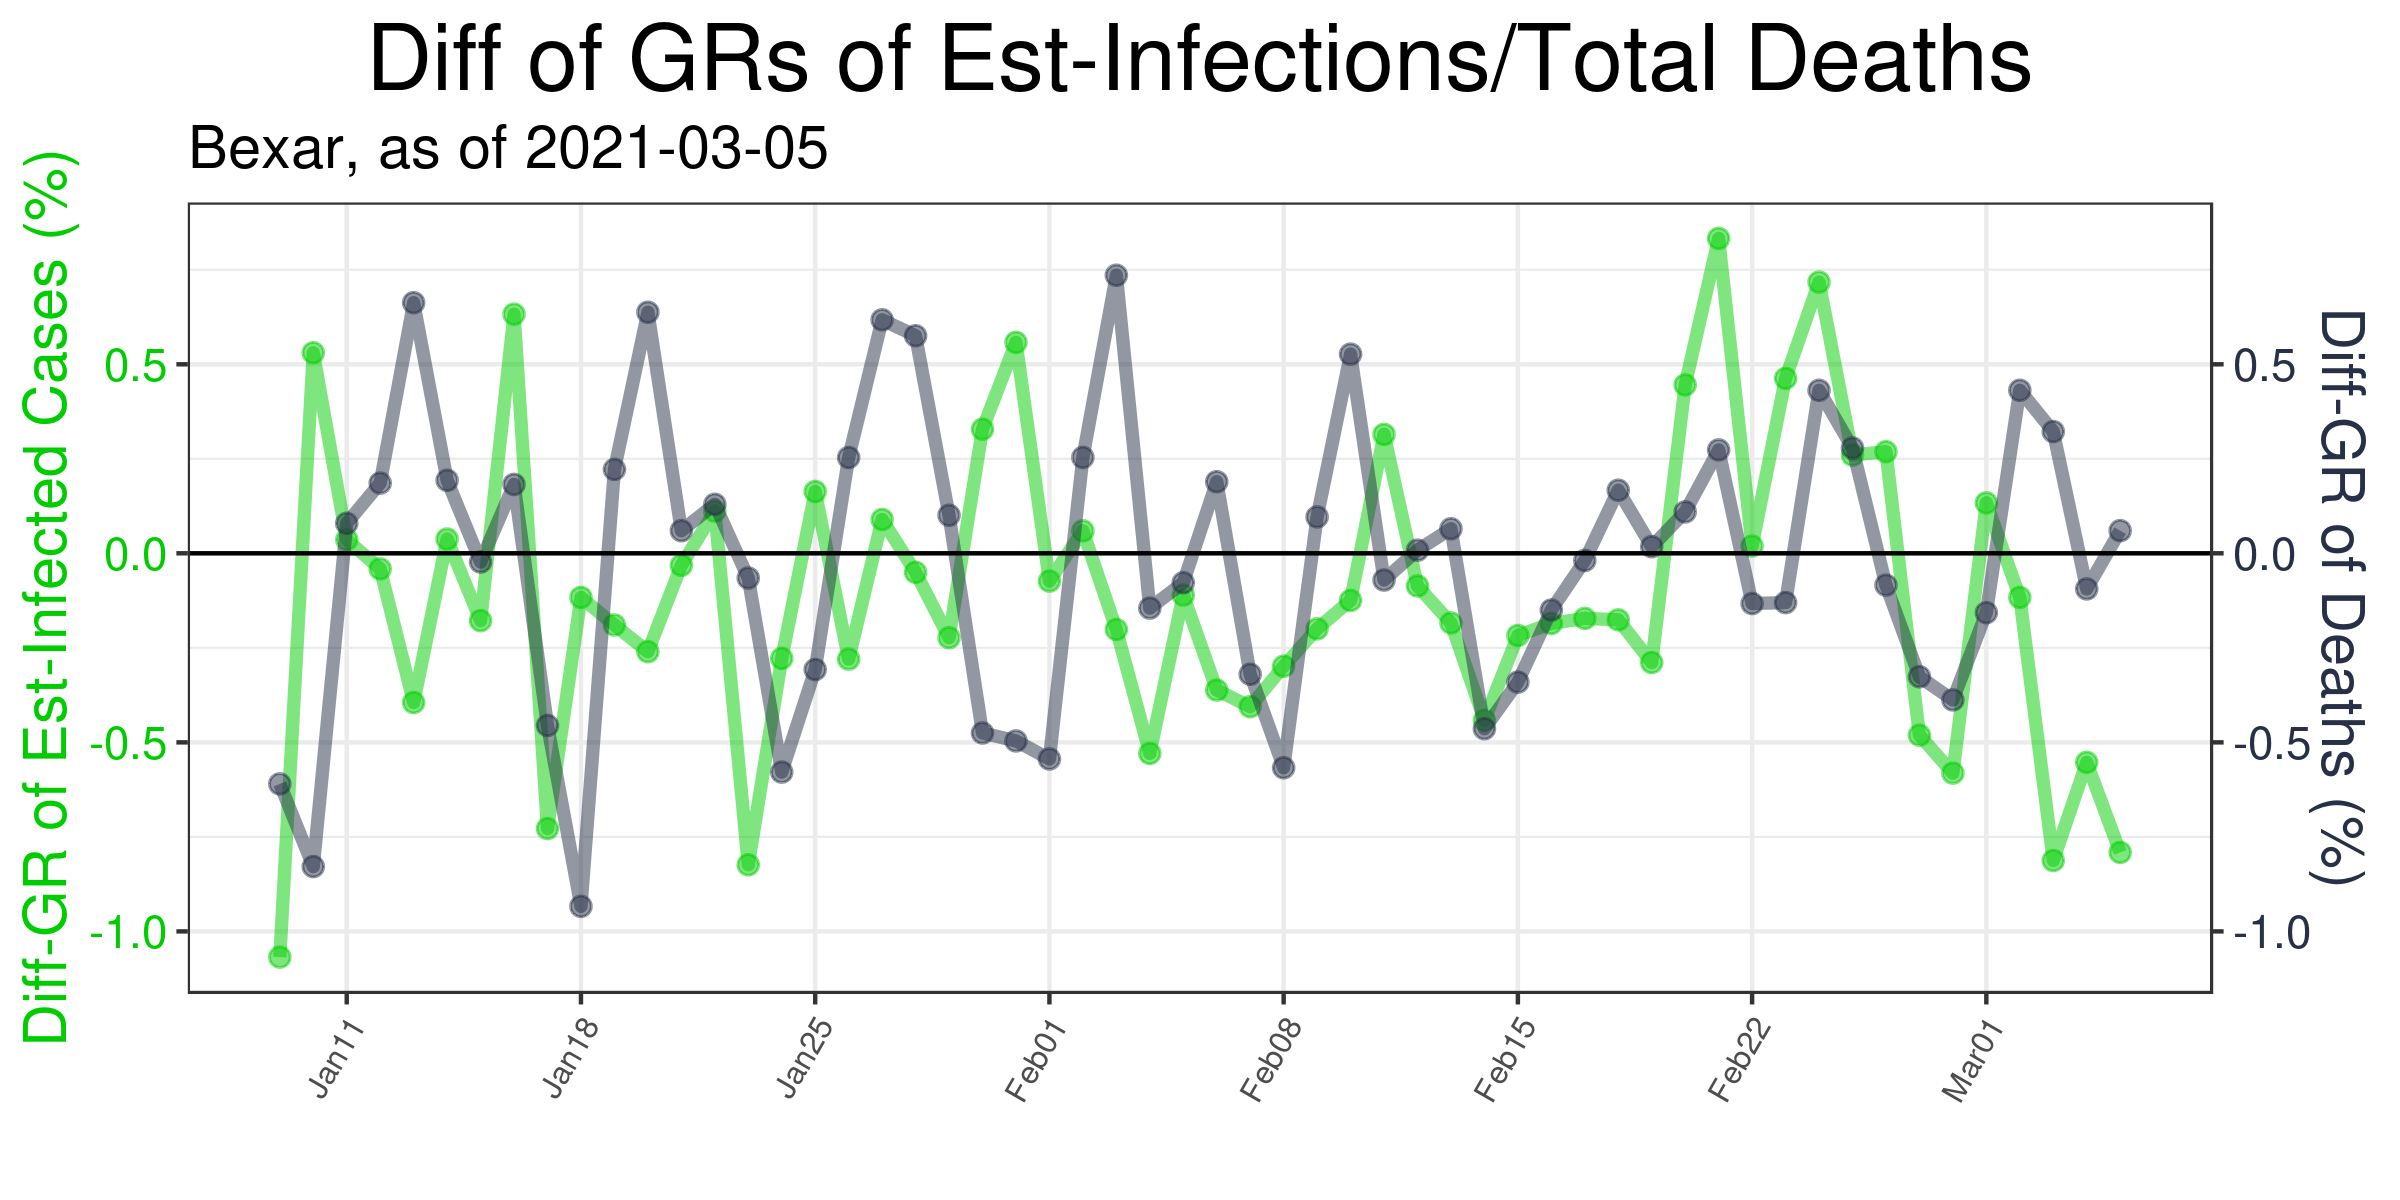 Diff of GRs of Est-Infections/Total Deaths
Bexar, as of 2021-03-05
Diff-GR of Est-Infected Cases (%)
0.5
0.0
-0.5
-1.0
0.5
0.0
-0.5
-1.0
Diff-GR of Deaths (%)
Jan11
Jan18
Jan25
Feb01
Feb08
Feb15
Feb22
Mar01